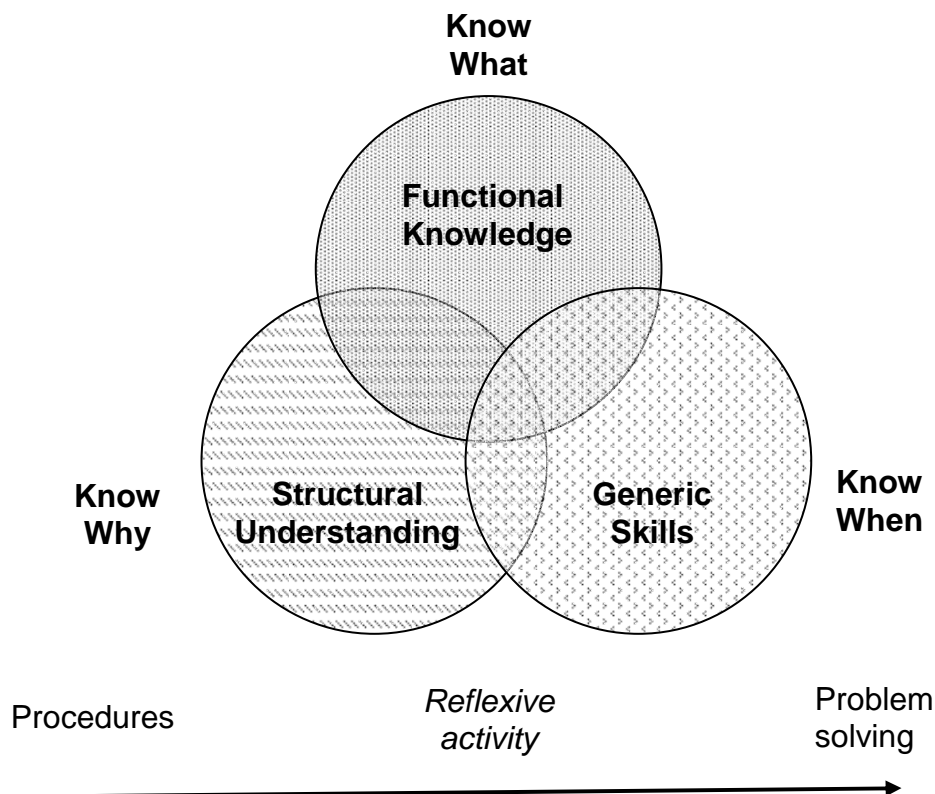 Know
What
Functional
Knowledge
Know
Why
Structural
Understanding
Generic
Skills
Know
When
Procedures
Reflexive
activity
Problem
solving